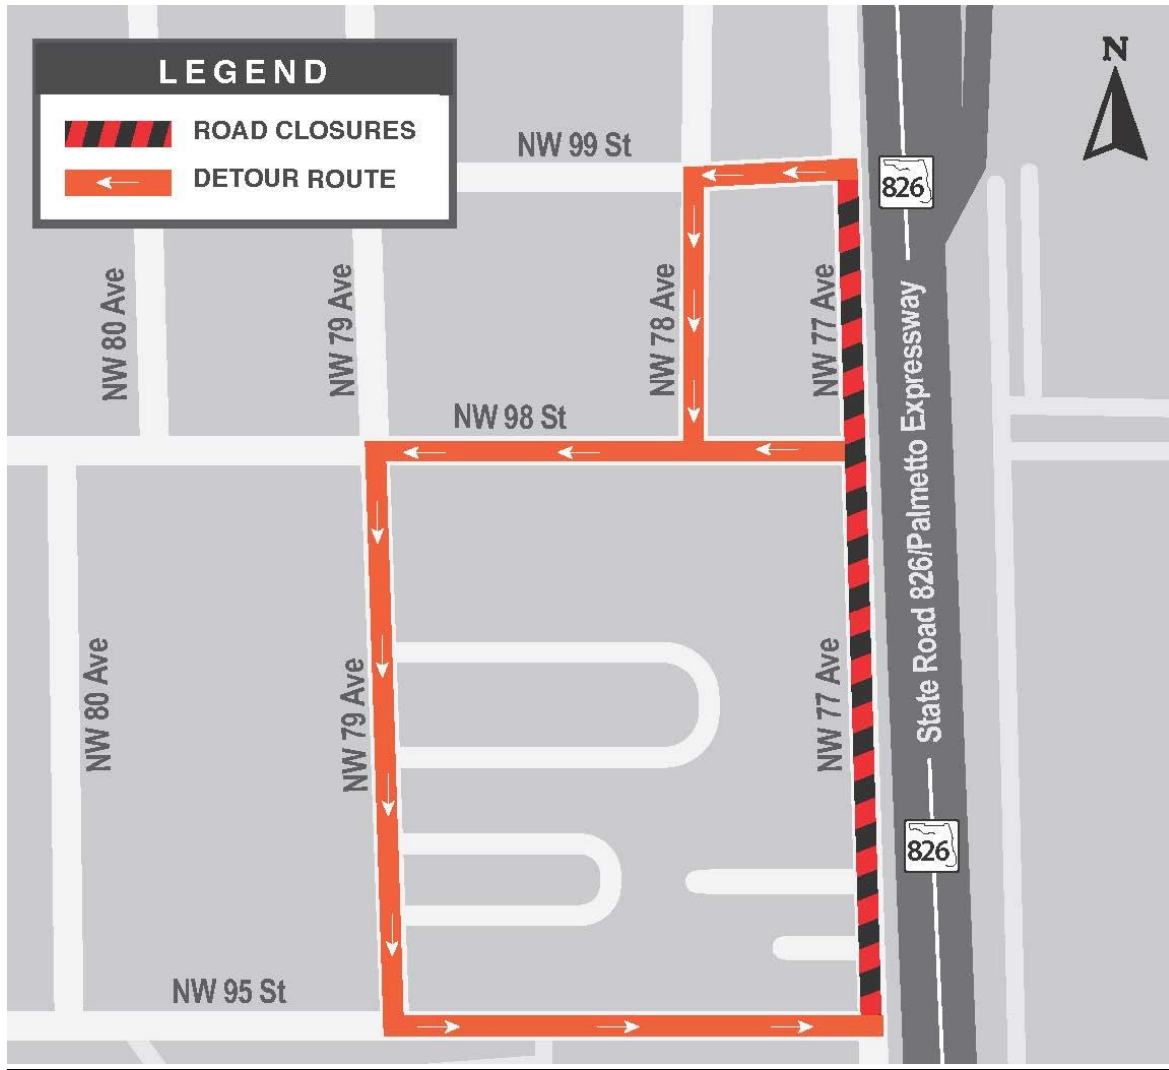 LEGEND
ROAD CLOSURES
DETOUR ROUTE
N
NW 99 St
826
NW 80 Ave
NW 79 Ave
NW 78 Ave
NW 77 Ave
State Road 826/Palmetto Expressway
NW 98 St
NW 80 Ave
NW 79 Ave
NW 77 Ave
826
NW 95 St